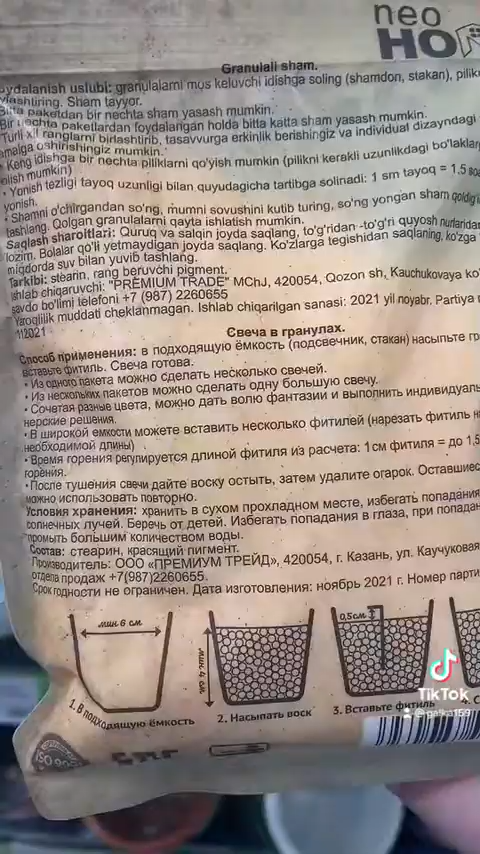 neo
HO
Granulali sham.
oydalanish uslubi: granulalarni mos keluvchi idishga soling (shamdon, stakan),
ylashtiring. Sham tayyor.
Bitta paketdan bir nechta sham yasash mumkin.
Bir nechta paketlardan foydalangan holda bitta katta sham yasash mumkin.
Turli xil ranglarni birlashtirib, tasavvurga erkinlik berishingiz va individual dizayndagi
amalga oshirishingiz mumkin.
• Keng idishga bir nechta piliklarni qo'yish mumkin (pilikni kerakli uzunlikdagi
olish mumkin)
• Yonish tezligi tayoq uzunligi bilan quyudagicha tartibga solinadi: 1 sm tayoq = 1,5
yonish.
• Shamni o'chirgandan so'ng, mumni sovushini kutib turing, so'ng yongan sham
tashlang. Qolgan granulalarni qayta ishlatish mumkin.
Saqlash sharoitlari: Quruq va salqin joyda saqlang, to'g'ridan -to'g'ri quyosh nurlaridan
lozim. Bolalar qo'li yetmaydigan joyda saqlang. Ko'zlarga tegishidan saqlaning, ko'zga
miqdorda suv bilan yuvib tashlang.
Tarkibi: stearin, rang beruvchi pigment.
Ishlab chiqaruvchi: "PREMIUM TRADE" MChJ, 420054, Qozon sh, Kauchukovaya ko'
savdo bo'limi telefoni +7 (987) 2260655
Yaroqlilik muddati cheklanmagan. Ishlab chiqarilgan sanasi: 2021 yil noyabr. Partiya
112021
Свеча в гранулах.
Способ применения: в подходящую ёмкость (подсвечник, стакан) насыпьте
вставьте фитиль. Свеча готова.
• Из одного пакета можно сделать несколько свечей.
• Из нескольких пакетов можно сделать одну большую свечу.
• Сочетая разные цвета, можно дать волю фантазии и выполнить индивидуаль
нерские решения.
• В широкой емкости можете вставить несколько фитилей (нарезать фитиль
необходимой длины)
• Время горения регулируется длиной фитиля из расчета: 1 см фитиля = до 1,5
горения.
• После тушения свечи дайте воску остыть, затем удалите огарок. Оставшиес
можно использовать повторно.
Условия хранения: хранить в сухом прохладном месте, избегать попадания
солнечных лучей. Беречь от детей. Избегать попадания в глаза, при попадан
промыть большим количеством воды.
Состав: стеарин, красящий пигмент.
Производитель: ООО «ПРЕМИУМ ТРЕЙД», 420054, г. Казань, ул. Каучуковая
отдела продаж +7(987)2260655.
Срок годности не ограничен. Дата изготовления: ноябрь 2021 г. Номер парти
мин 6 см
мин 4 см
0,5см
1. В подходящую ёмкость
2. Насыпать воск
3. Вставьте фитиль
4. С
TikTok